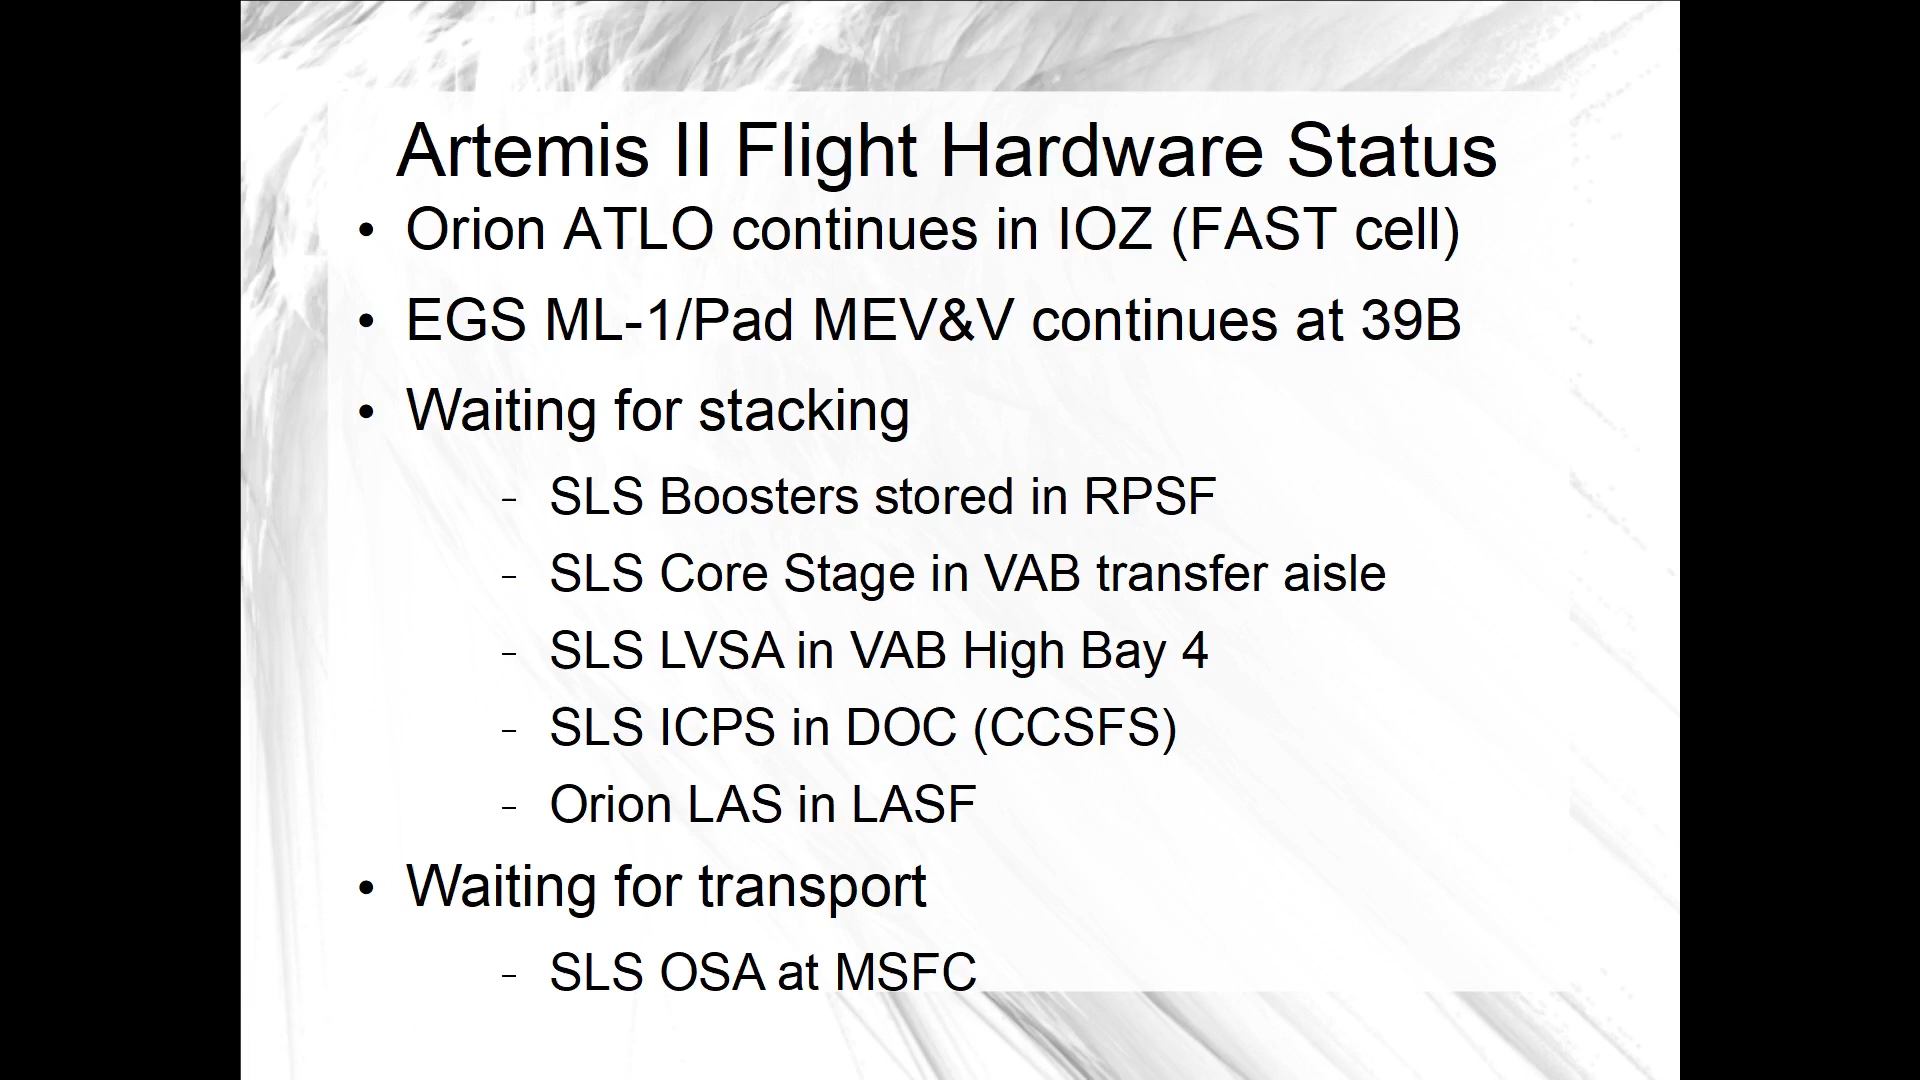 Artemis II Flight Hardware Status
• Orion ATLO continues in IOZ (FAST cell)
• EGS ML-1/Pad MEV&V continues at 39B
• Waiting for stacking
– SLS Boosters stored in RPSF
– SLS Core Stage in VAB transfer aisle
– SLS LVSA in VAB High Bay 4
– SLS ICPS in DOC (CCSFS)
– Orion LAS in LASF
• Waiting for transport
– SLS OSA at MSFC